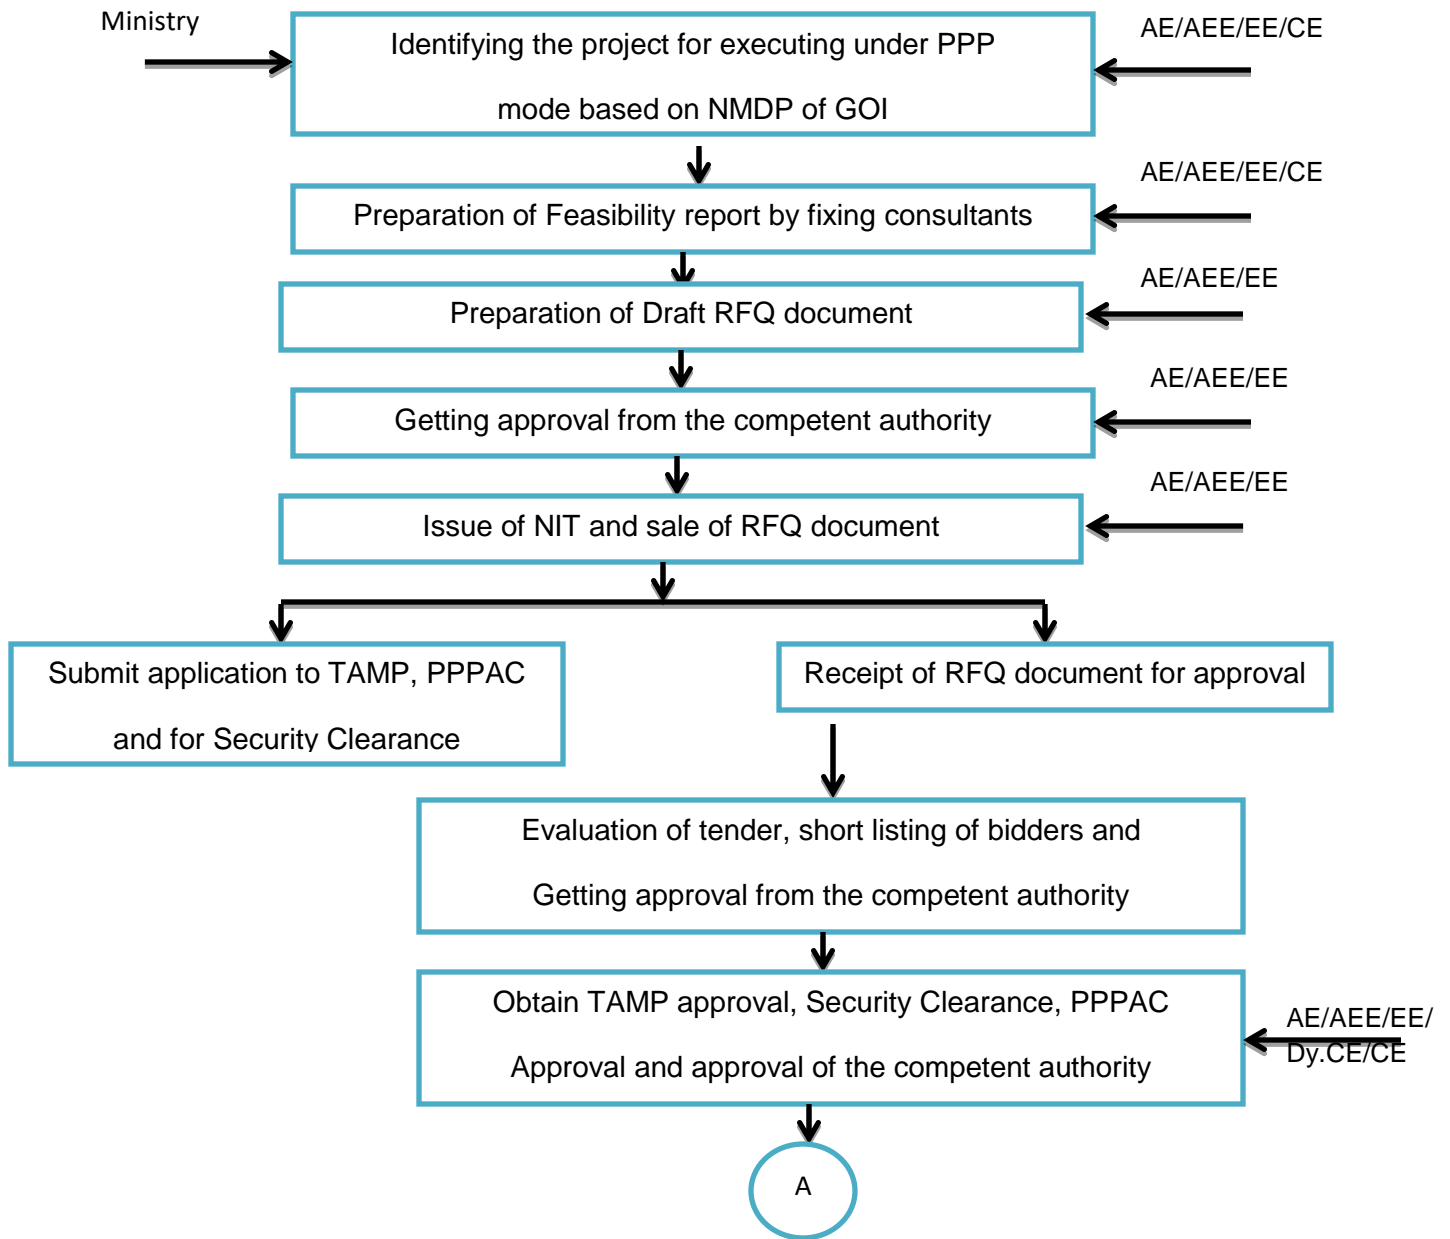 Ministry
Identifying the project for executing under PPP
mode based on NMDP of GOI
AE/AEE/EE/CE
Preparation of Feasibility report by fixing consultants
AE/AEE/EE/CE
Preparation of Draft RFQ document
AE/AEE/EE
Getting approval from the competent authority
AE/AEE/EE
Issue of NIT and sale of RFQ document
AE/AEE/EE
Submit application to TAMP, PPPAC
and for Security Clearance
Receipt of RFQ document for approval
Evaluation of tender, short listing of bidders and
Getting approval from the competent authority
Obtain TAMP approval, Security Clearance, PPPAC
Approval and approval of the competent authority
AE/AEE/EE/
Dy.CE/CE
A